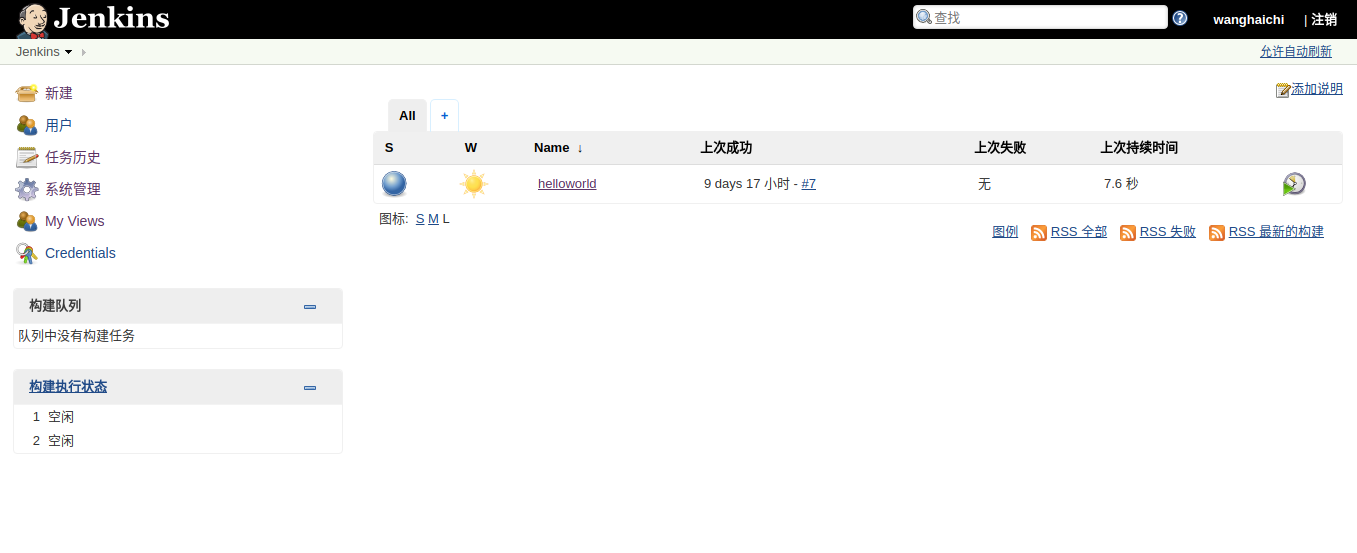 Jenkins
查找
wanghaichi | 注销
Jenkins
允许自动刷新
新建
用户
任务历史
系统管理
My Views
Credentials
构建队列
队列中没有构建任务
构建执行状态
1 空闲
2 空闲
添加说明
All +
S W Name ↓ 上次成功 上次失败 上次持续时间
helloworld 9 days 17 小时 - #7 无 7.6 秒
图标: S M L
图例 RSS 全部 RSS 失败 RSS 最新的构建